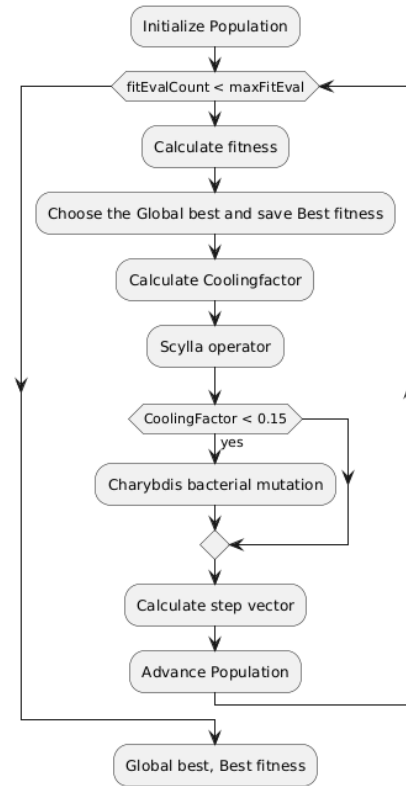 Initialize Population
fitEvalCount < maxFitEval
Calculate fitness
Choose the Global best and save Best fitness
Calculate Coolingfactor
Scylla operator
CoolingFactor < 0.15
yes
Charybdis bacterial mutation
Calculate step vector
Advance Population
Global best, Best fitness